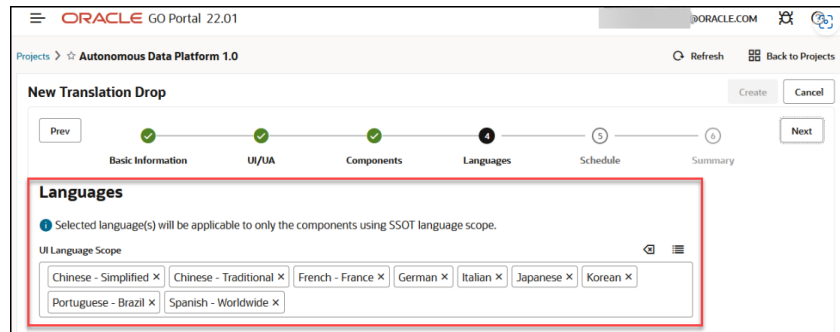 ORACLE GO Portal 22.01 @ORACLE.COM
Projects > ☆ Autonomous Data Platform 1.0 Refresh Back to Projects
New Translation Drop Create Cancel
Prev 4 5 6 Next
Basic Information UI/UA Components Languages Schedule Summary
Languages
Selected language(s) will be applicable to only the components using SSOT language scope.
UI Language Scope
Chinese - Simplified × Chinese - Traditional × French - France × German × Italian × Japanese × Korean ×
Portuguese - Brazil × Spanish - Worldwide ×